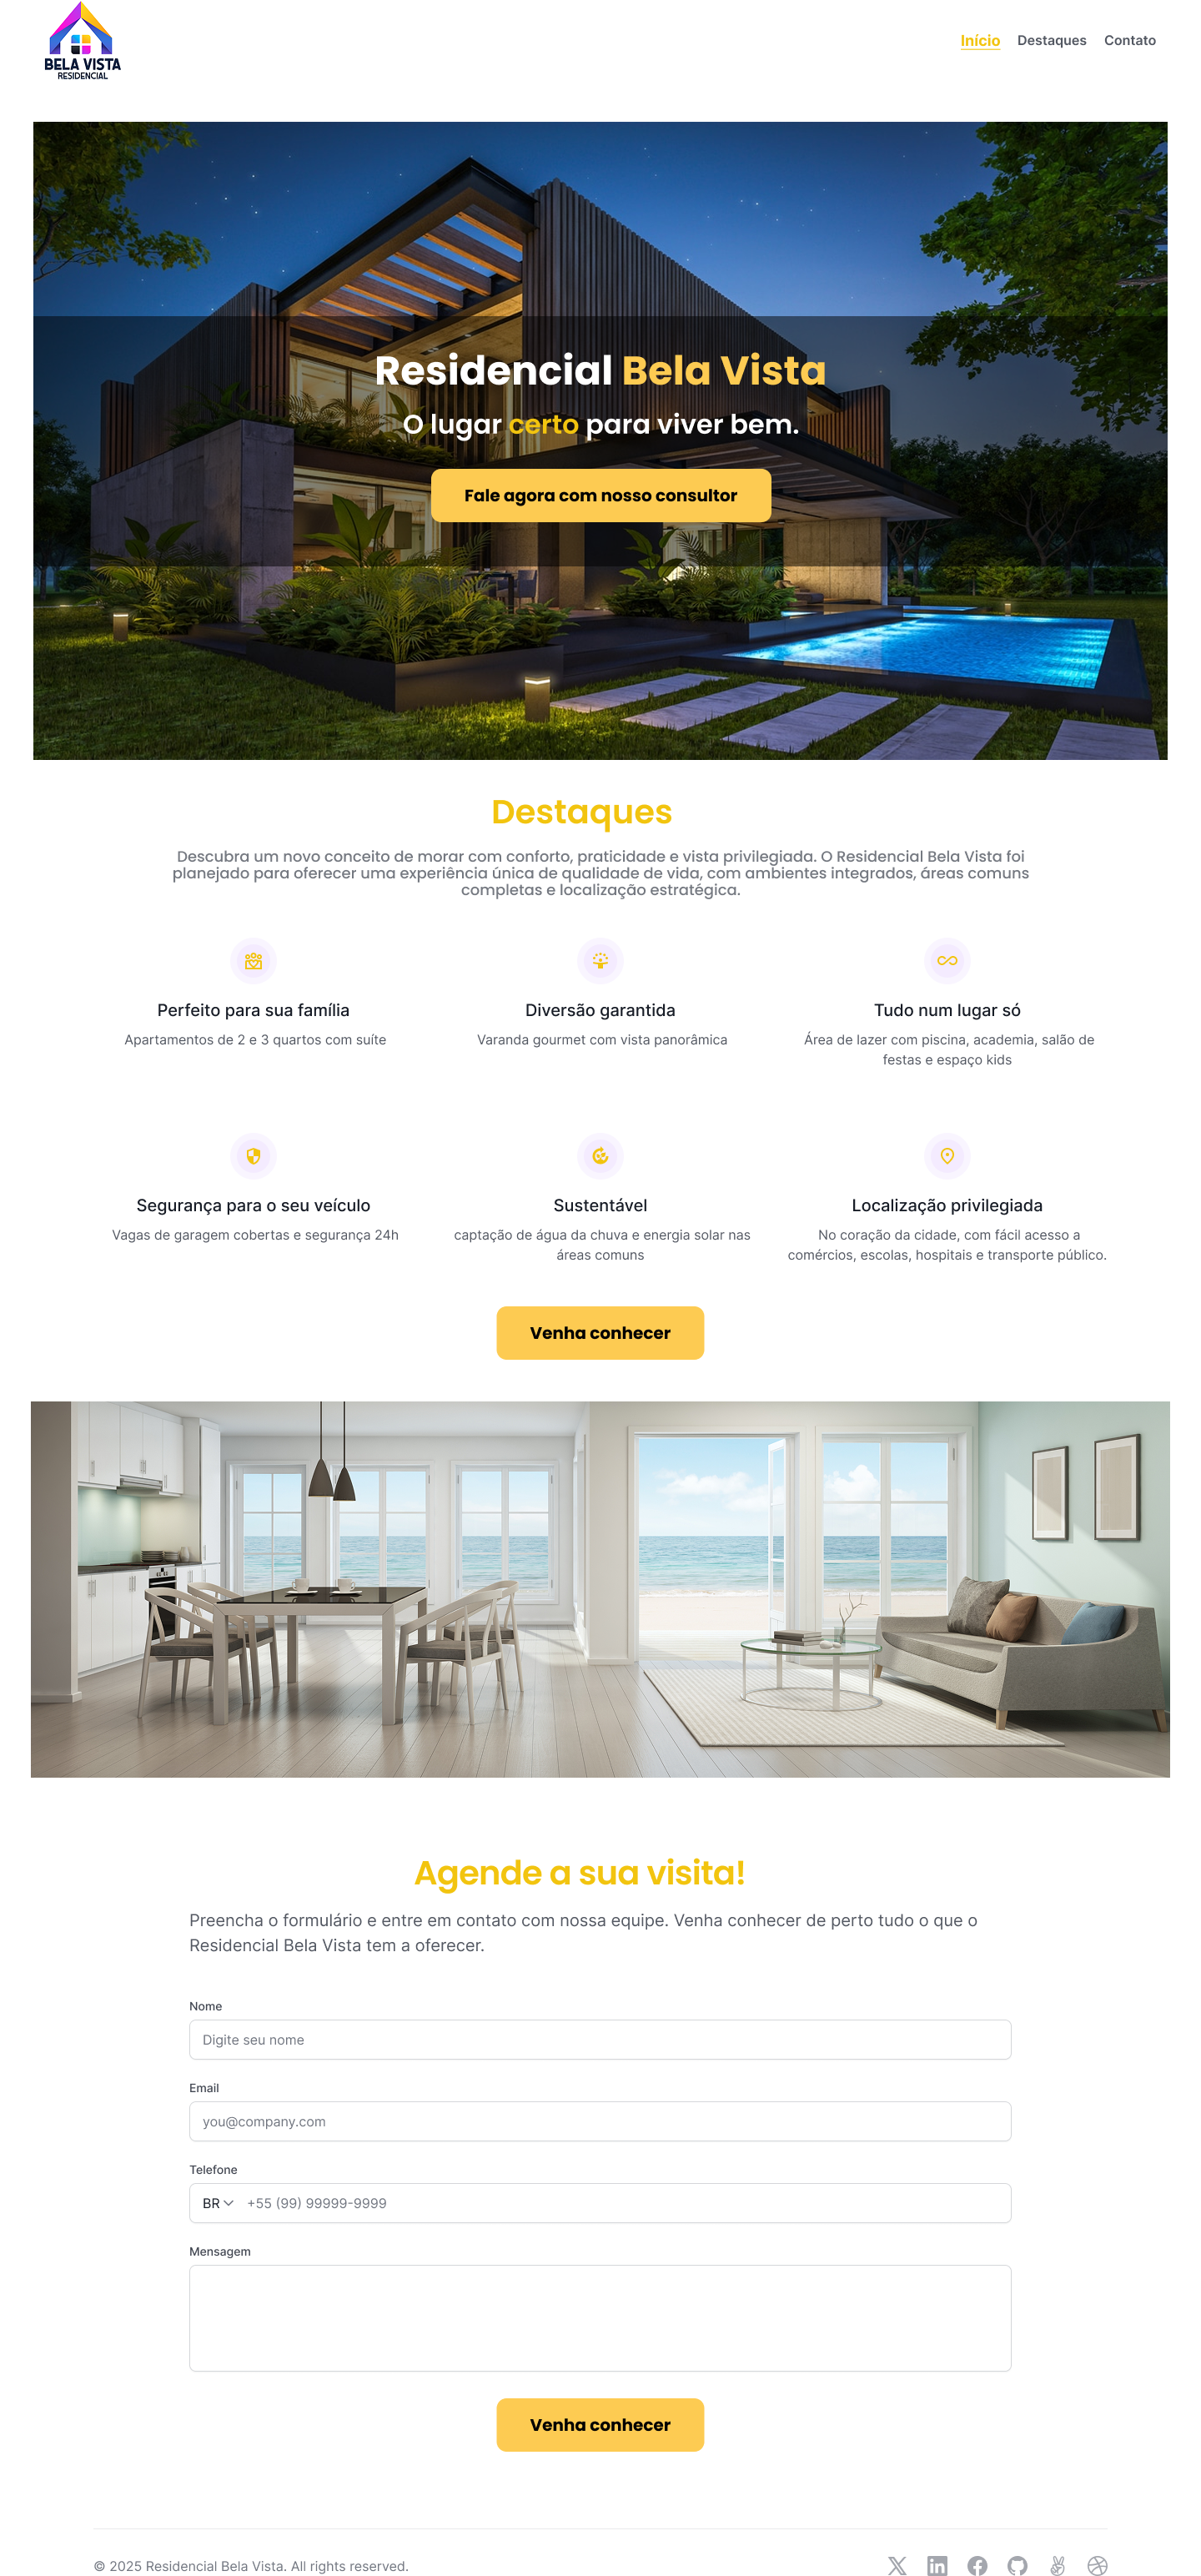 BELA VISTA
RESIDENCIAL
Início Destaques Contato
Residencial Bela Vista
O lugar certo para viver bem.
Fale agora com nosso consultor
Destaques
Descubra um novo conceito de morar com conforto, praticidade e vista privilegiada. O Residencial Bela Vista foi
planejado para oferecer uma experiência única de qualidade de vida, com ambientes integrados, áreas comuns
completas e localização estratégica.
Perfeito para sua família
Apartamentos de 2 e 3 quartos com suíte
Diversão garantida
Varanda gourmet com vista panorâmica
Tudo num lugar só
Área de lazer com piscina, academia, salão de
festas e espaço kids
Segurança para o seu veículo
Vagas de garagem cobertas e segurança 24h
Sustentável
captação de água da chuva e energia solar nas
áreas comuns
Localização privilegiada
No coração da cidade, com fácil acesso a
comércios, escolas, hospitais e transporte público.
Venha conhecer
Agende a sua visita!
Preencha o formulário e entre em contato com nossa equipe. Venha conhecer de perto tudo o que o
Residencial Bela Vista tem a oferecer.
Nome
Digite seu nome
Email
you@company.com
Telefone
BR +55 (99) 99999-9999
Mensagem
Venha conhecer
© 2025 Residencial Bela Vista. All rights reserved.